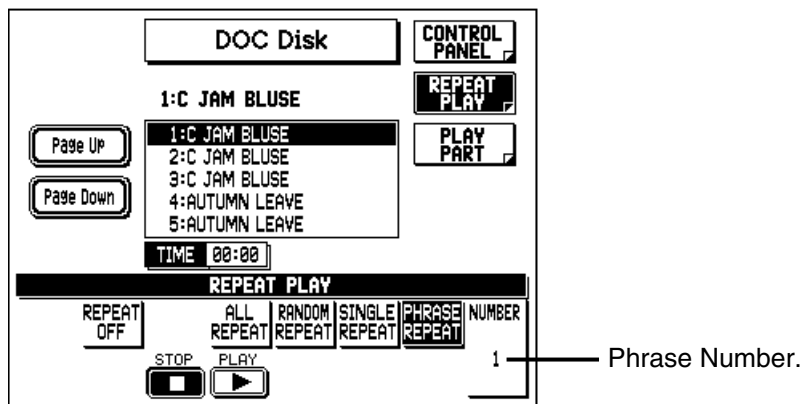 DOC Disk
CONTROL
PANEL
1:C JAM BLUSE
REPEAT
PLAY
Page Up
Page Down
1:C JAM BLUSE
2:C JAM BLUSE
3:C JAM BLUSE
4:AUTUMN LEAVE
5:AUTUMN LEAVE
PLAY
PART
TIME 00:00
REPEAT PLAY
REPEAT
OFF
ALL
REPEAT
RANDOM
REPEAT
SINGLE
REPEAT
PHRASE
REPEAT
NUMBER
1
STOP
PLAY
Phrase Number.